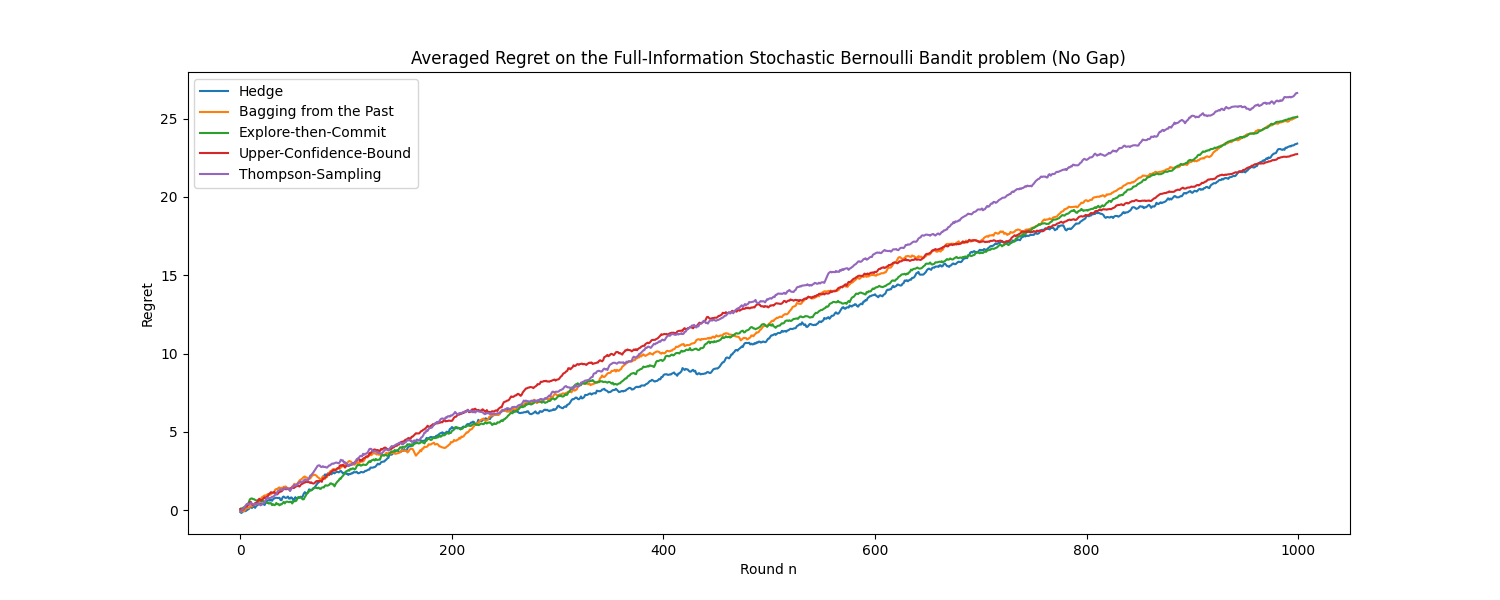 Averaged Regret on the Full-Information Stochastic Bernoulli Bandit problem (No Gap)
Hedge
Bagging from the Past
Explore-then-Commit
Upper-Confidence-Bound
Thompson-Sampling
Regret
25
20
15
10
5
0
0 200 400 600 800 1000
Round n